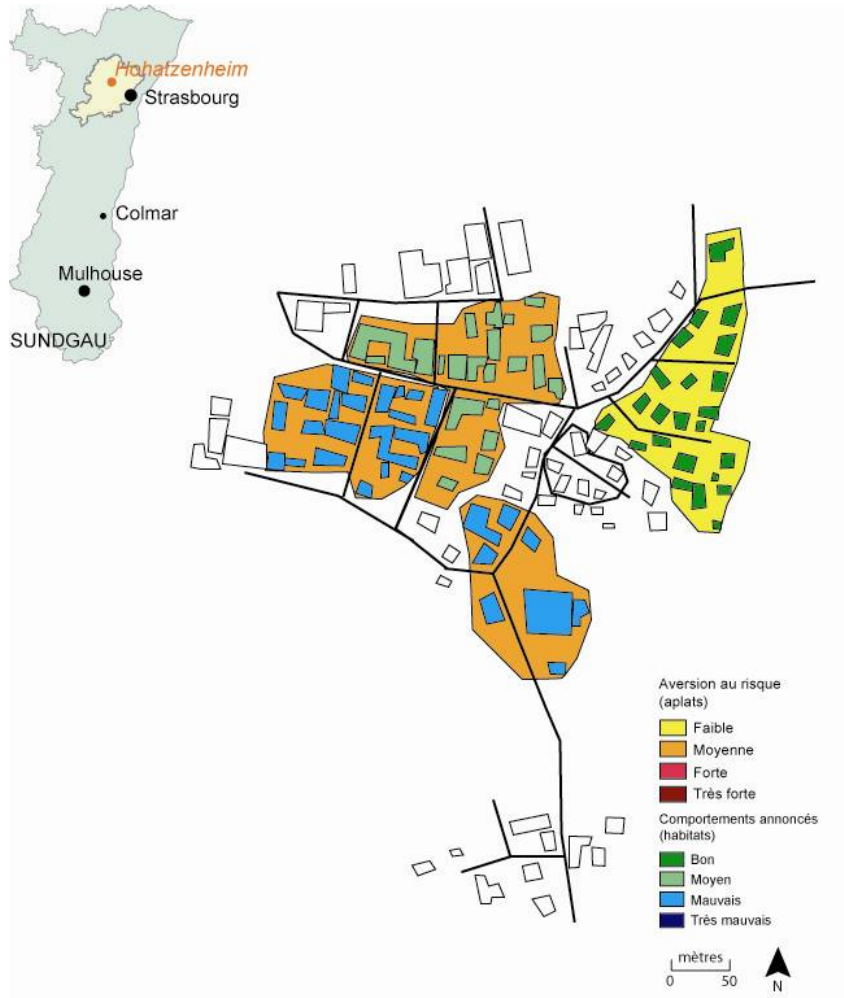 Hohatzenheim
Strasbourg
Colmar
Mulhouse
SUNDGAU
Aversion au risque
(aplats)
Faible
Moyenne
Forte
Très forte
Comportements annoncés
(habitats)
Bon
Moyen
Mauvais
Très mauvais
mètres
0 50
N